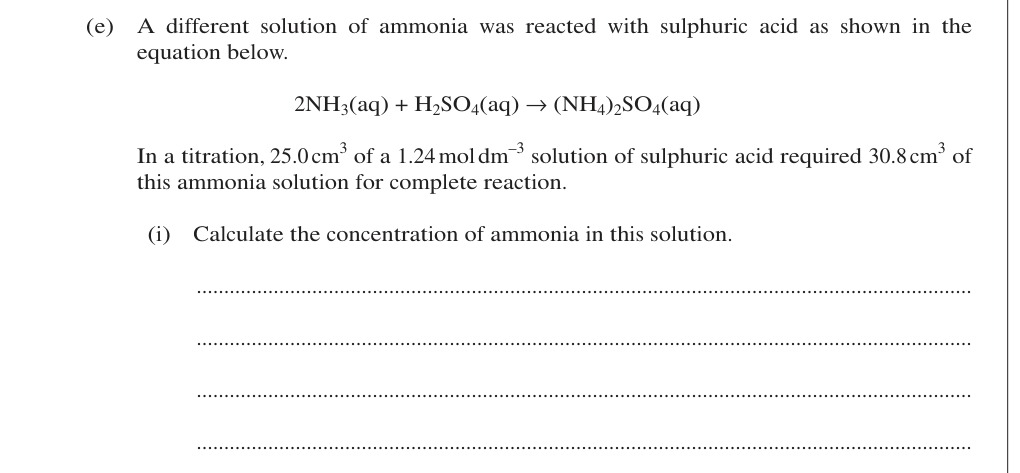 (e) A different solution of ammonia was reacted with sulphuric acid as shown in the
equation below.
2NH₃(aq) + H₂SO₄(aq) → (NH₄)₂SO₄(aq)
In a titration, 25.0 cm³ of a 1.24 mol dm⁻³ solution of sulphuric acid required 30.8 cm³ of
this ammonia solution for complete reaction.
(i) Calculate the concentration of ammonia in this solution.